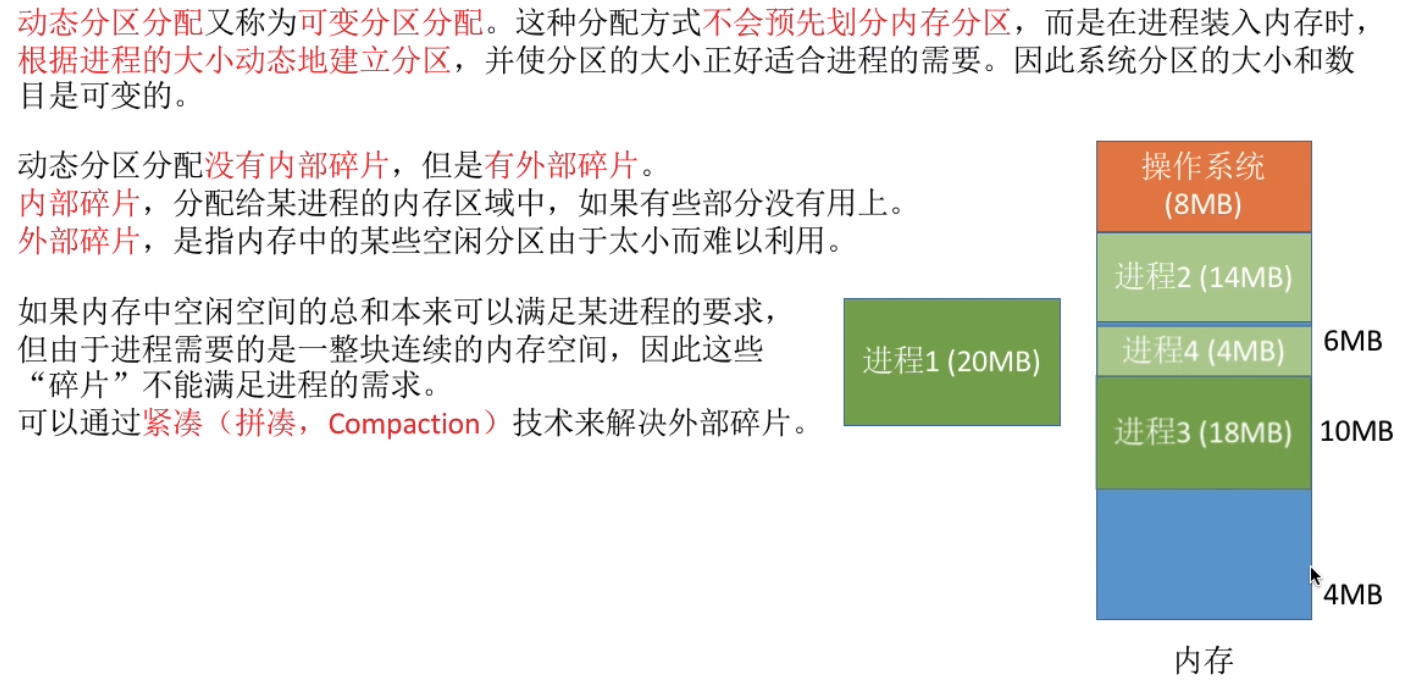 动态分区分配又称为可变分区分配。这种分配方式不会预先划分内存分区，而是在进程装入内存时，
根据进程的大小动态地建立分区，并使分区的大小正好适合进程的需要。因此系统分区的大小和数
目是可变的。
动态分区分配没有内部碎片，但是有外部碎片。
内部碎片，分配给某进程的内存区域中，如果有些部分没有用上。
外部碎片，是指内存中的某些空闲分区由于太小而难以利用。
如果内存中空闲空间的总和本来可以满足某进程的要求，
但由于进程需要的是一整块连续的内存空间，因此这些
“碎片”不能满足进程的需求。
可以通过紧凑（拼凑，Compaction）技术来解决外部碎片。
进程1 (20MB)
操作系统
(8MB)
进程2 (14MB)
进程4 (4MB)
6MB
进程3 (18MB)
10MB
4MB
内存